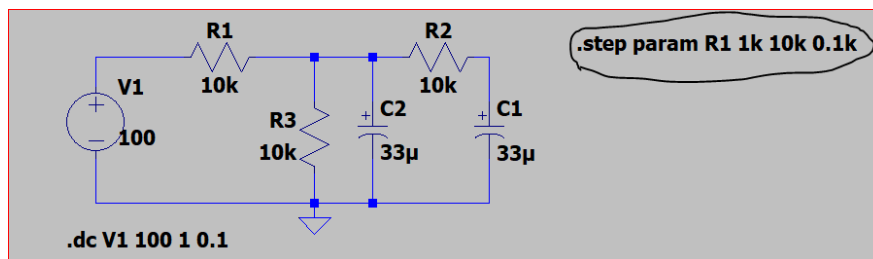 R1
10k
R2
10k
.step param R1 1k 10k 0.1k
V1
100
R3
10k
C2
33µ
C1
33µ
.dc V1 100 1 0.1